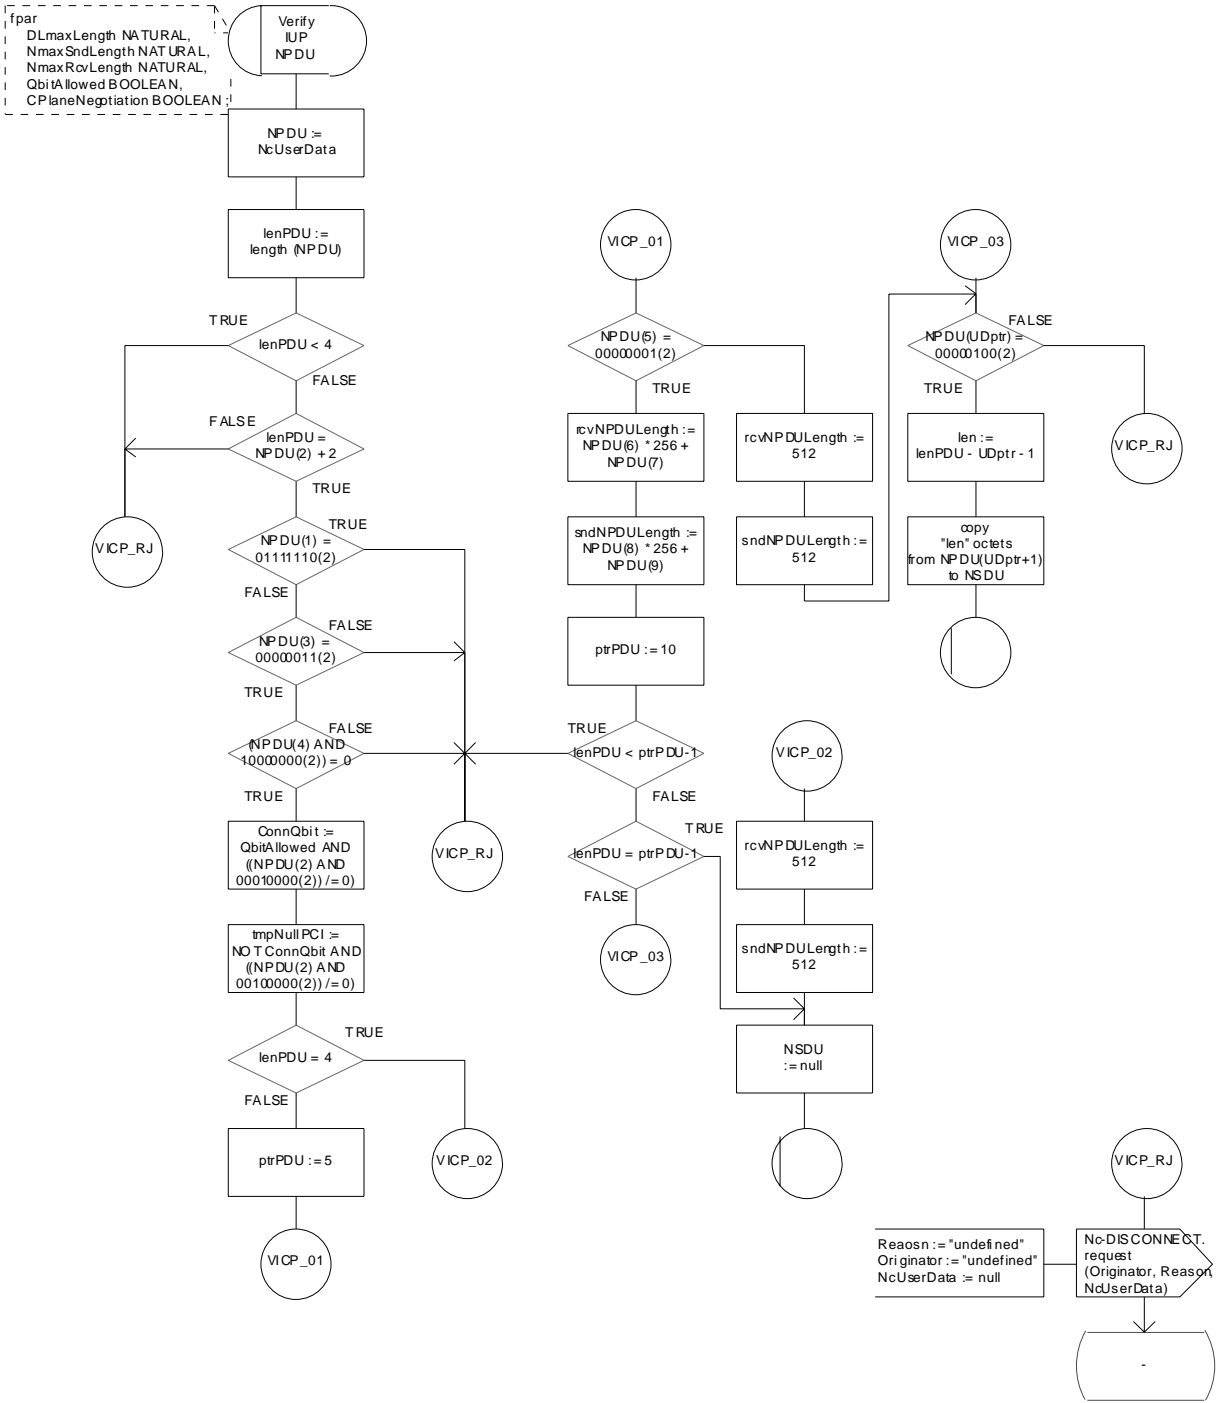 fpar
DLmaxLength NATURAL,
NmaxSndLength NATURAL,
NmaxRcvLength NATURAL,
QbitAllowed BOOLEAN,
CPlaneNegotiation BOOLEAN ;
Verify
IUP
NPDU
NPDU :=
NcUserData
lenPDU :=
length (NPDU)
TRUE
lenPDU < 4
FALSE
FALSE
lenPDU =
NPDU(2) + 2
TRUE
VICP_RJ
TRUE
NPDU(1) =
01111110(2)
FALSE
FALSE
NPDU(3) =
00000011(2)
TRUE
FALSE
(NPDU(4) AND
10000000(2)) = 0
TRUE
ConnQbit :=
QbitAllowed AND
((NPDU(2) AND
00010000(2)) /= 0)
VICP_RJ
tmpNullPCI :=
NOT ConnQbit AND
((NPDU(2) AND
00100000(2)) /= 0)
TRUE
lenPDU = 4
FALSE
ptrPDU := 5
VICP_02
VICP_01
VICP_01
NPDU(5) =
00000001(2)
TRUE
rcvNPDULength :=
NPDU(6) * 256 +
NPDU(7)
sndNPDULength :=
NPDU(8) * 256 +
NPDU(9)
ptrPDU := 10
TRUE
lenPDU < ptrPDU-1
FALSE
TRUE
lenPDU = ptrPDU-1
FALSE
VICP_03
rcvNPDULength :=
512
sndNPDULength :=
512
VICP_02
rcvNPDULength :=
512
sndNPDULength :=
512
NSDU
:= null
VICP_03
FALSE
NPDU(UDptr) =
00000100(2)
TRUE
len :=
lenPDU - UDptr - 1
VICP_RJ
copy
"len" octets
from NPDU(UDptr+1)
to NSDU
VICP_RJ
Reaosn := "undefined"
Originator := "undefined"
NcUserData := null
Nc-DISCONNECT.
request
(Originator, Reason,
NcUserData)
-